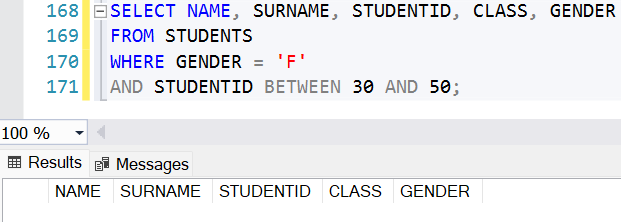 168 SELECT NAME, SURNAME, STUDENTID, CLASS, GENDER
169 FROM STUDENTS
170 WHERE GENDER = 'F'
171 AND STUDENTID BETWEEN 30 AND 50;
100 %
Results Messages
NAME SURNAME STUDENTID CLASS GENDER